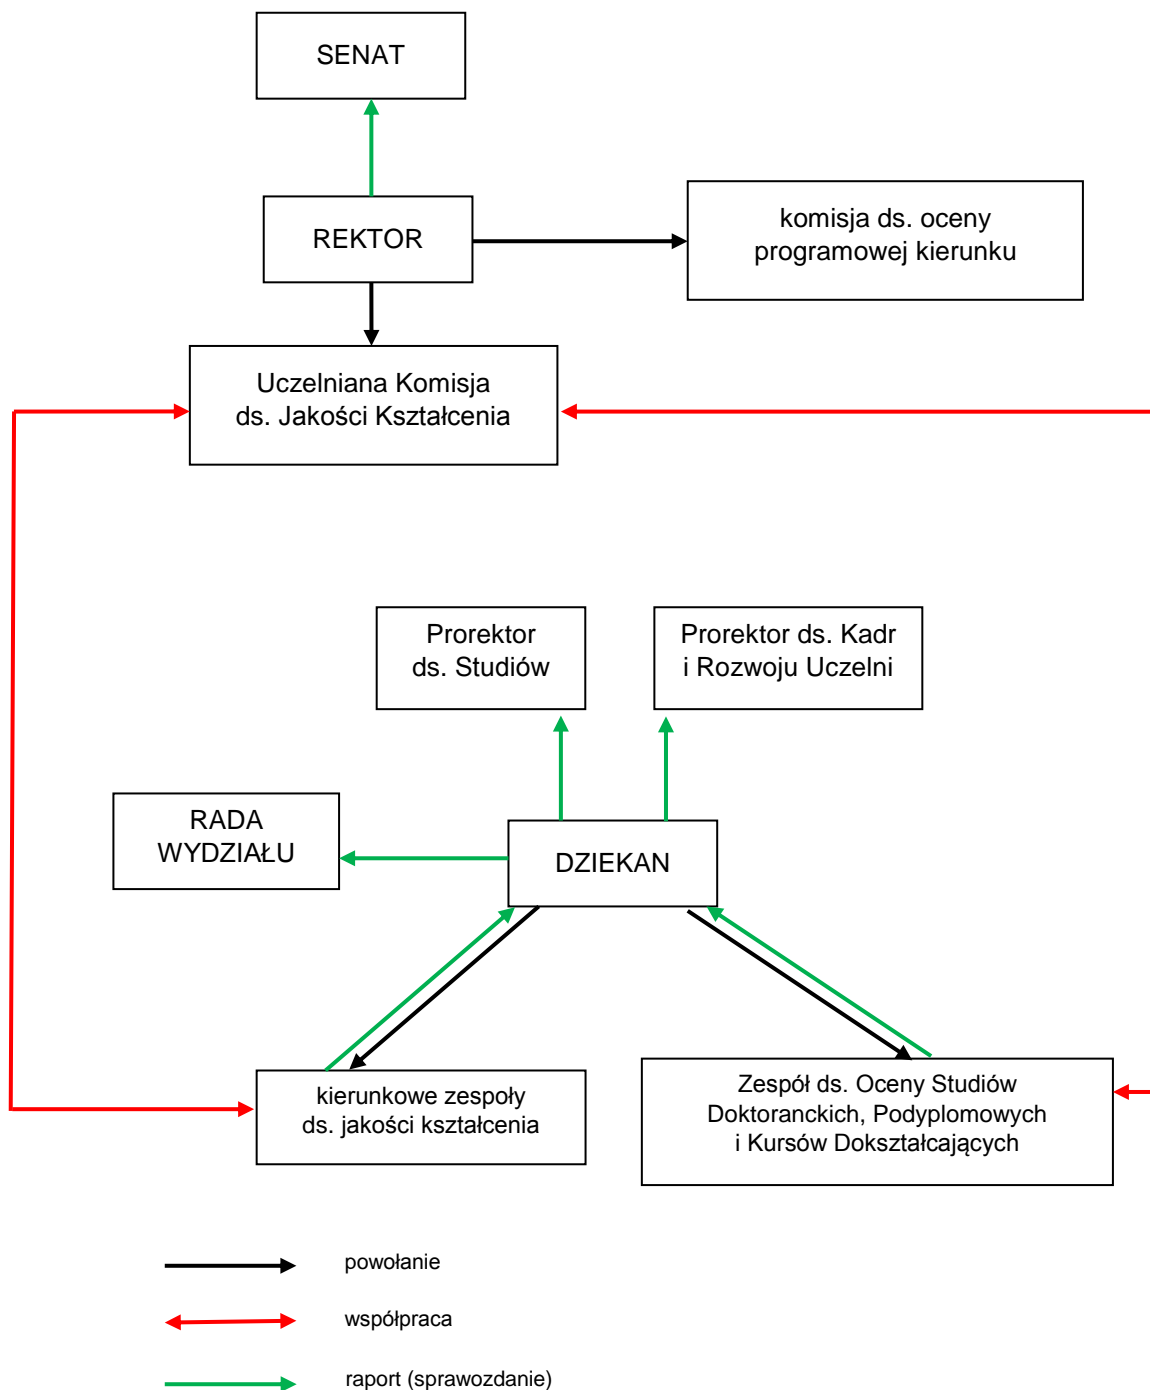 SENAT
REKTOR
komisja ds. oceny
programowej kierunku
Uczelniana Komisja
ds. Jakości Kształcenia
Prorektor
ds. Studiów
Prorektor ds. Kadr
i Rozwoju Uczelni
RADA
WYDZIAŁU
DZIEKAN
kierunkowe zespoły
ds. jakości kształcenia
Zespół ds. Oceny Studiów
Doktoranckich, Podyplomowych
i Kursów Dokształcających
powołanie
współpraca
raport (sprawozdanie)